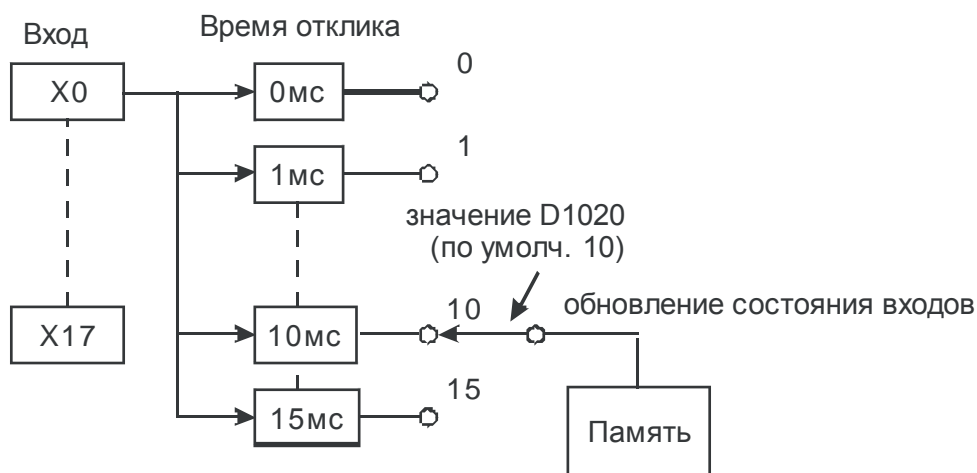 Вход
Время отклика
X0
0мс
0
1мс
1
значение D1020
(по умолч. 10)
X17
10мс
10
обновление состояния входов
15мс
15
Память